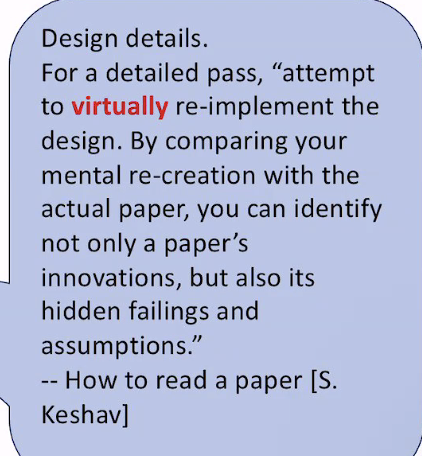 Design details.
For a detailed pass, “attempt
to virtually re-implement the
design. By comparing your
mental re-creation with the
actual paper, you can identify
not only a paper’s
innovations, but also its
hidden failings and
assumptions.”
-- How to read a paper [S.
Keshav]